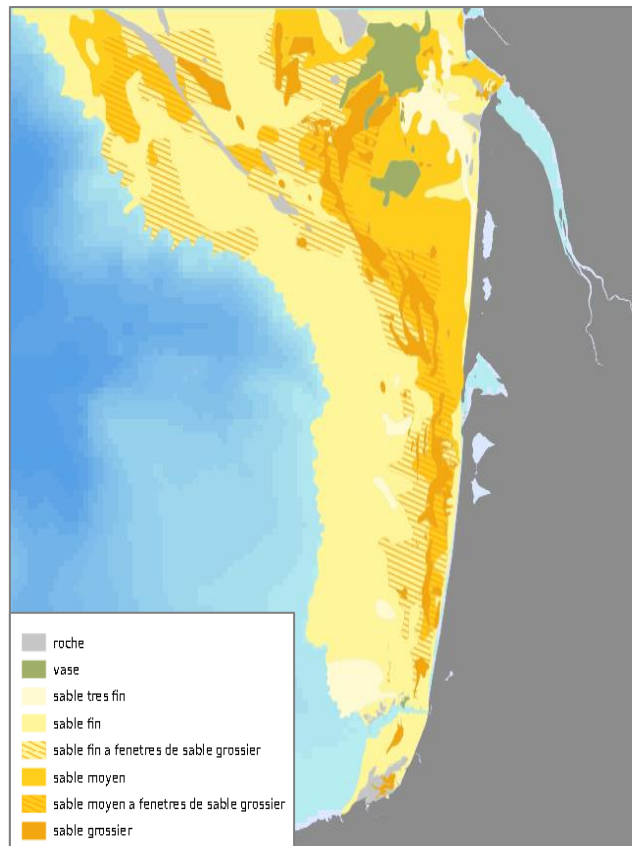 roche
vase
sable tres fin
sable fin
sable fin a fenetres de sable grossier
sable moyen
sable moyen a fenetres de sable grossier
sable grossier